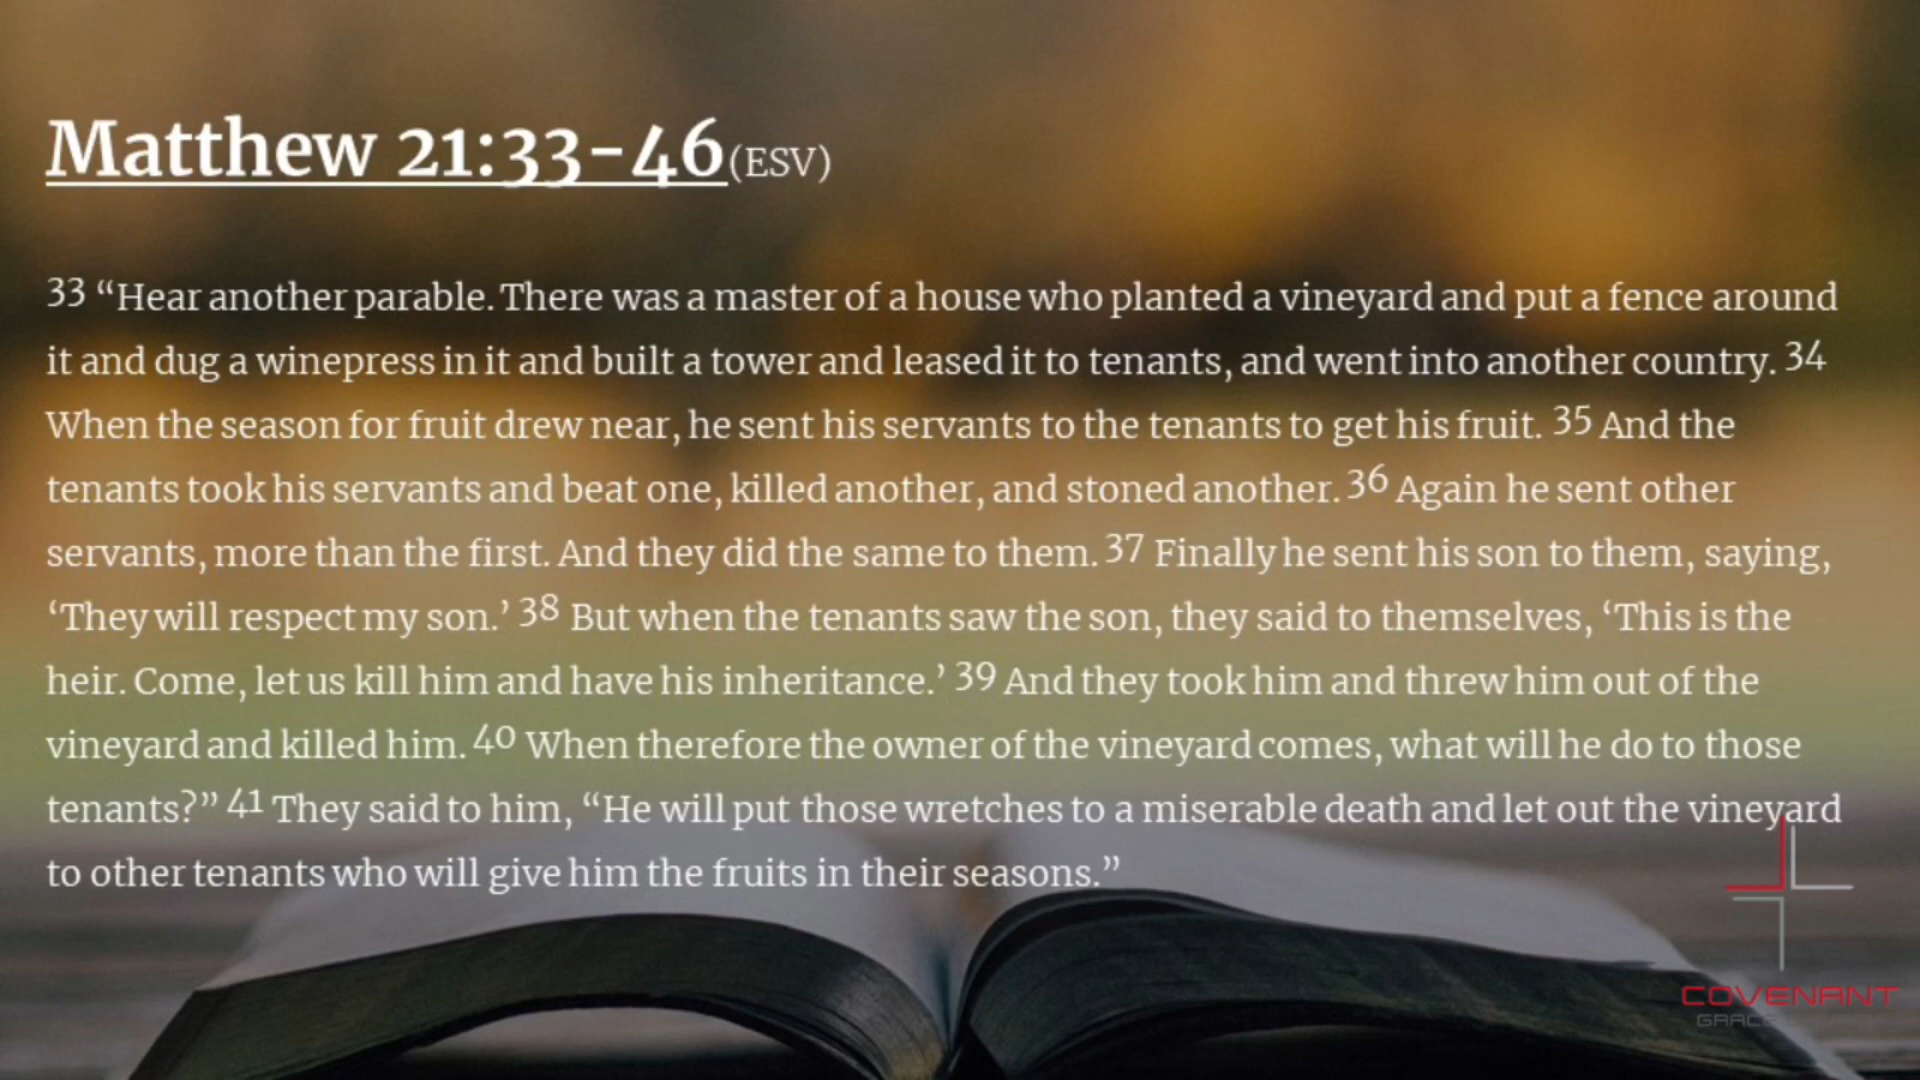 Matthew 21:33-46(ESV)
33 “Hear another parable. There was a master of a house who planted a vineyard and put a fence around
it and dug a winepress in it and built a tower and leased it to tenants, and went into another country. 34
When the season for fruit drew near, he sent his servants to the tenants to get his fruit. 35 And the
tenants took his servants and beat one, killed another, and stoned another. 36 Again he sent other
servants, more than the first. And they did the same to them. 37 Finally he sent his son to them, saying,
‘They will respect my son.’ 38 But when the tenants saw the son, they said to themselves, ‘This is the
heir. Come, let us kill him and have his inheritance.’ 39 And they took him and threw him out of the
vineyard and killed him. 40 When therefore the owner of the vineyard comes, what will he do to those
tenants?” 41 They said to him, “He will put those wretches to a miserable death and let out the vineyard
to other tenants who will give him the fruits in their seasons.”
COVENANT